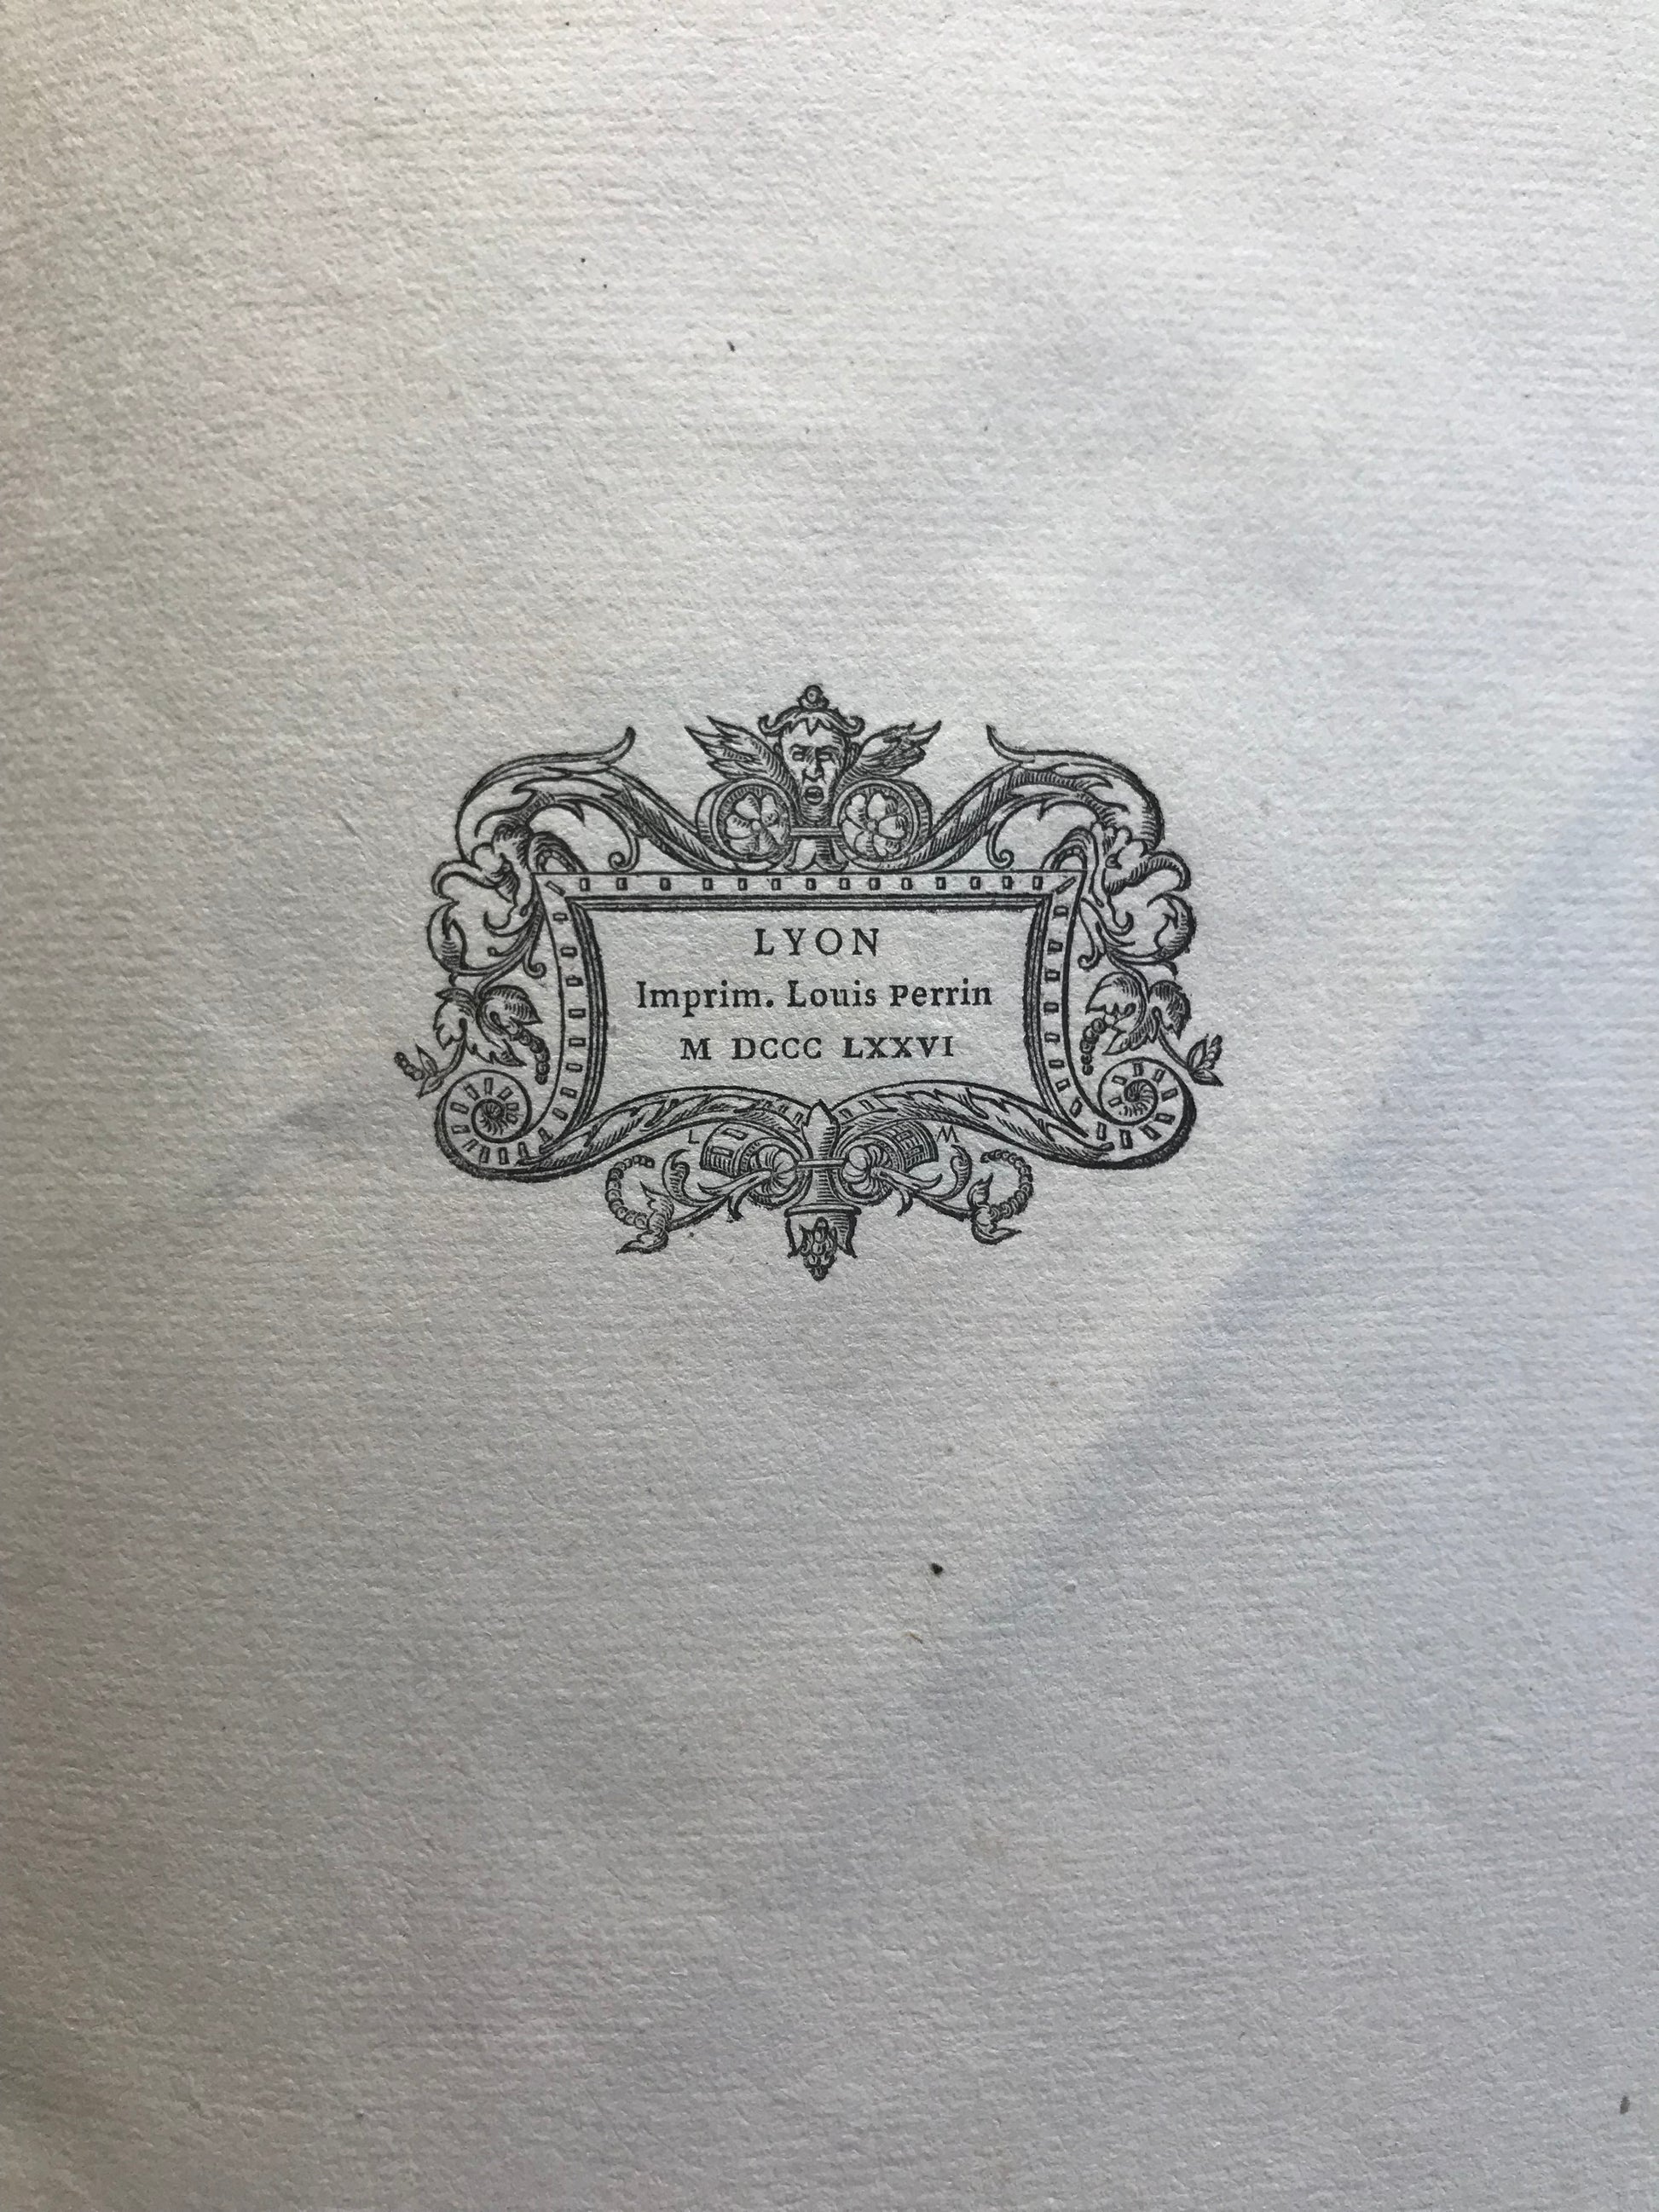 LYON
Imprim. Louis Perrin
M DCCC LXXVI
L M